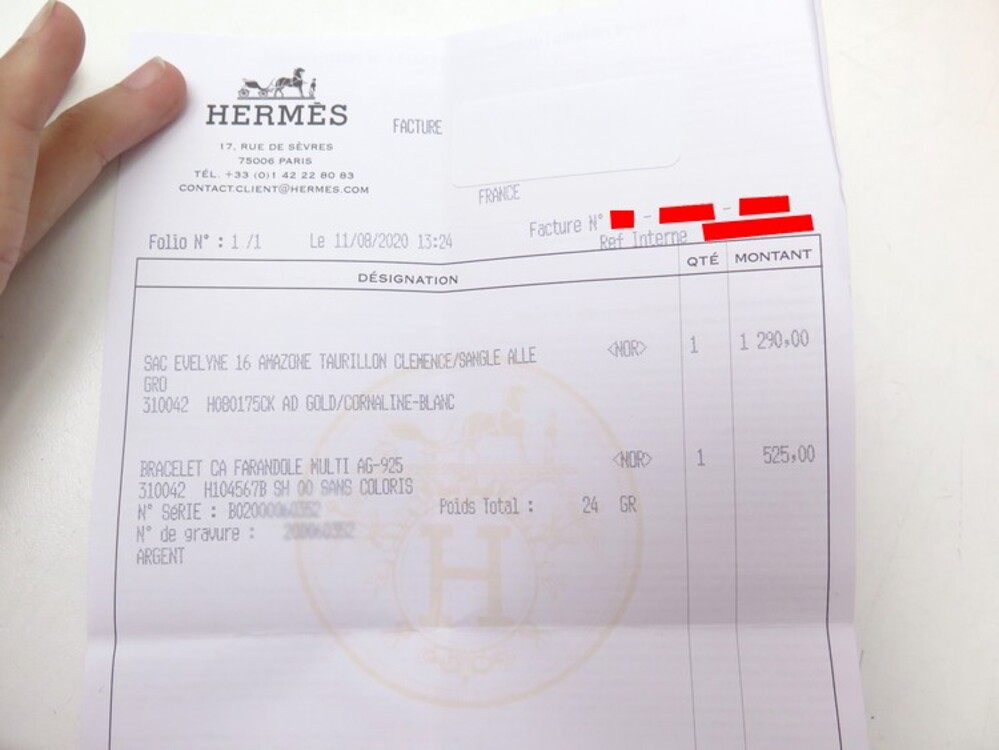 HERMÈS
17, RUE DE SÈVRES
75006 PARIS
TÉL. +33 (0)1 42 22 80 83
CONTACT.CLIENT@HERMES.COM
FACTURE
FRANCE
Facture N° - -
Ref Interne
Folio N° : 1 /1 Le 11/08/2020 13:24
DÉSIGNATION QTÉ MONTANT
SAC EVELYNE 16 AMAZONE TAURILLON CLEMENCE/SANGLE ALLE <NOR> 1 1 290,00
GRO
310042 H080175CK AD GOLD/CORNALINE-BLANC
BRACELET CA FARANDOLE MULTI AG-925 <NOR> 1 525,00
310042 H104567B SH 00 SANS COLORIS
N° SéRIE : B02000 Poids Total : 24 GR
N° de gravure :
ARGENT
H